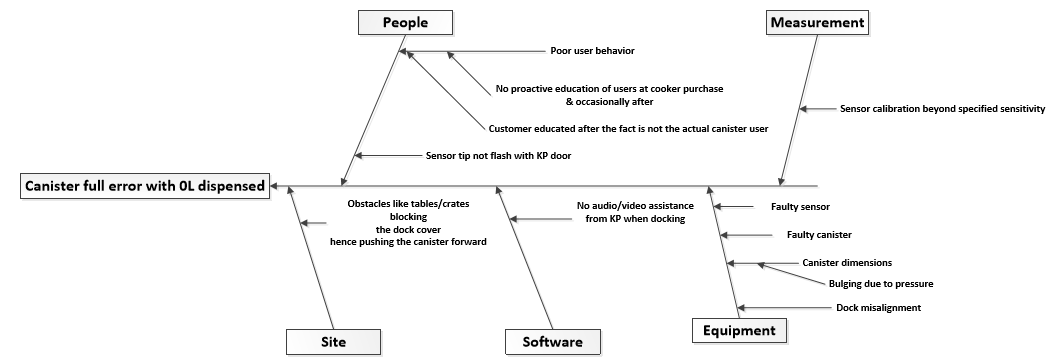 People
Measurement
Poor user behavior
No proactive education of users at cooker purchase
& occasionally after
Sensor calibration beyond specified sensitivity
Customer educated after the fact is not the actual canister user
Sensor tip not flash with KP door
Canister full error with 0L dispensed
Obstacles like tables/crates
blocking
the dock cover
hence pushing the canister forward
No audio/video assistance
from KP when docking
Faulty sensor
Faulty canister
Canister dimensions
Bulging due to pressure
Dock misalignment
Site
Software
Equipment